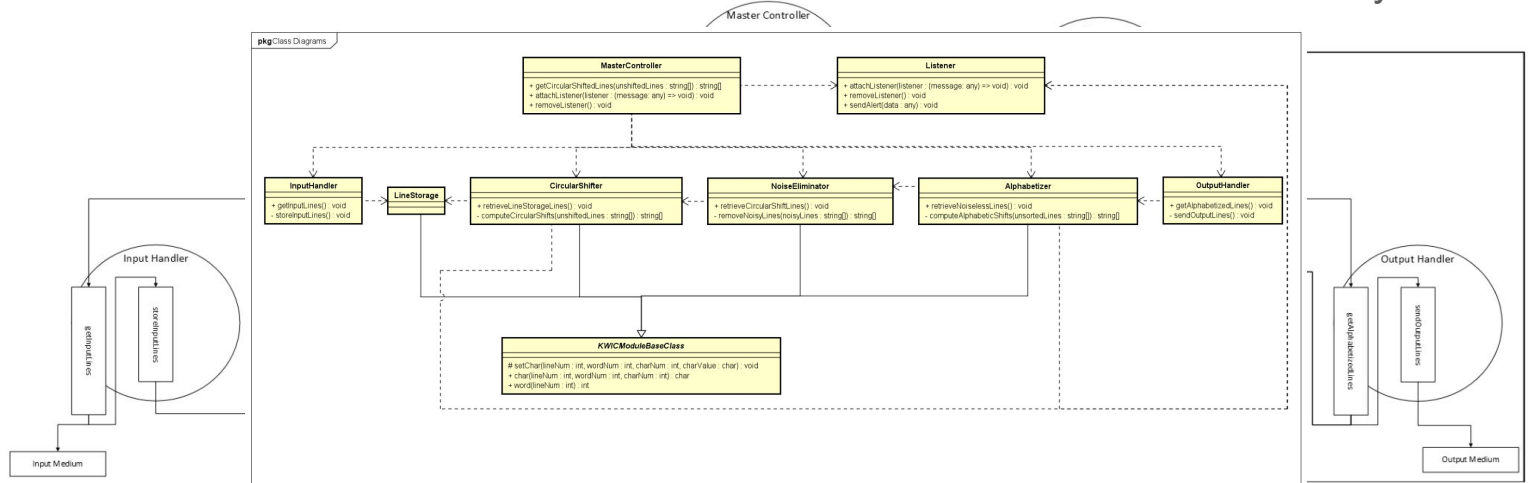 Master Controller
pkg Class Diagrams
MasterController
+ getCircularShiftedLines(unshiftedLines : string[]) : string[]
+ attachListener(listener : (message: any) => void) : void
+ removeListener() : void
Listener
+ attachListener(listener : (message: any) => void) : void
+ removeListener() : void
+ sendAlert(data : any) : void
InputHandler
+ getInputLines() : void
- storeInputLines() : void
LineStorage
CircularShifter
+ retrieveLineStorageLines() : void
- computeCircularShifts(unshiftedLines : string[]) : string[]
NoiseEliminator
+ retrieveCircularShiftLines() : void
- removeNoisyLines(noisyLines : string[]) : string[]
Alphabetizer
+ retrieveNoiselessLines() : void
- computeAlphabeticShifts(unsortedLines : string[]) : string[]
OutputHandler
+ getAlphabetizedLines() : void
- sendOutputLines() : void
KWICModuleBaseClass
# setChar(lineNum : int, wordNum : int, charNum : int, charValue : char) : void
+ char(lineNum : int, wordNum : int, charNum : int) : char
+ word(lineNum : int) : int
Input Handler
getInputLines
storeInputLines
Input Medium
Output Handler
getAlphabetizedLines
sendOutputLines
Output Medium